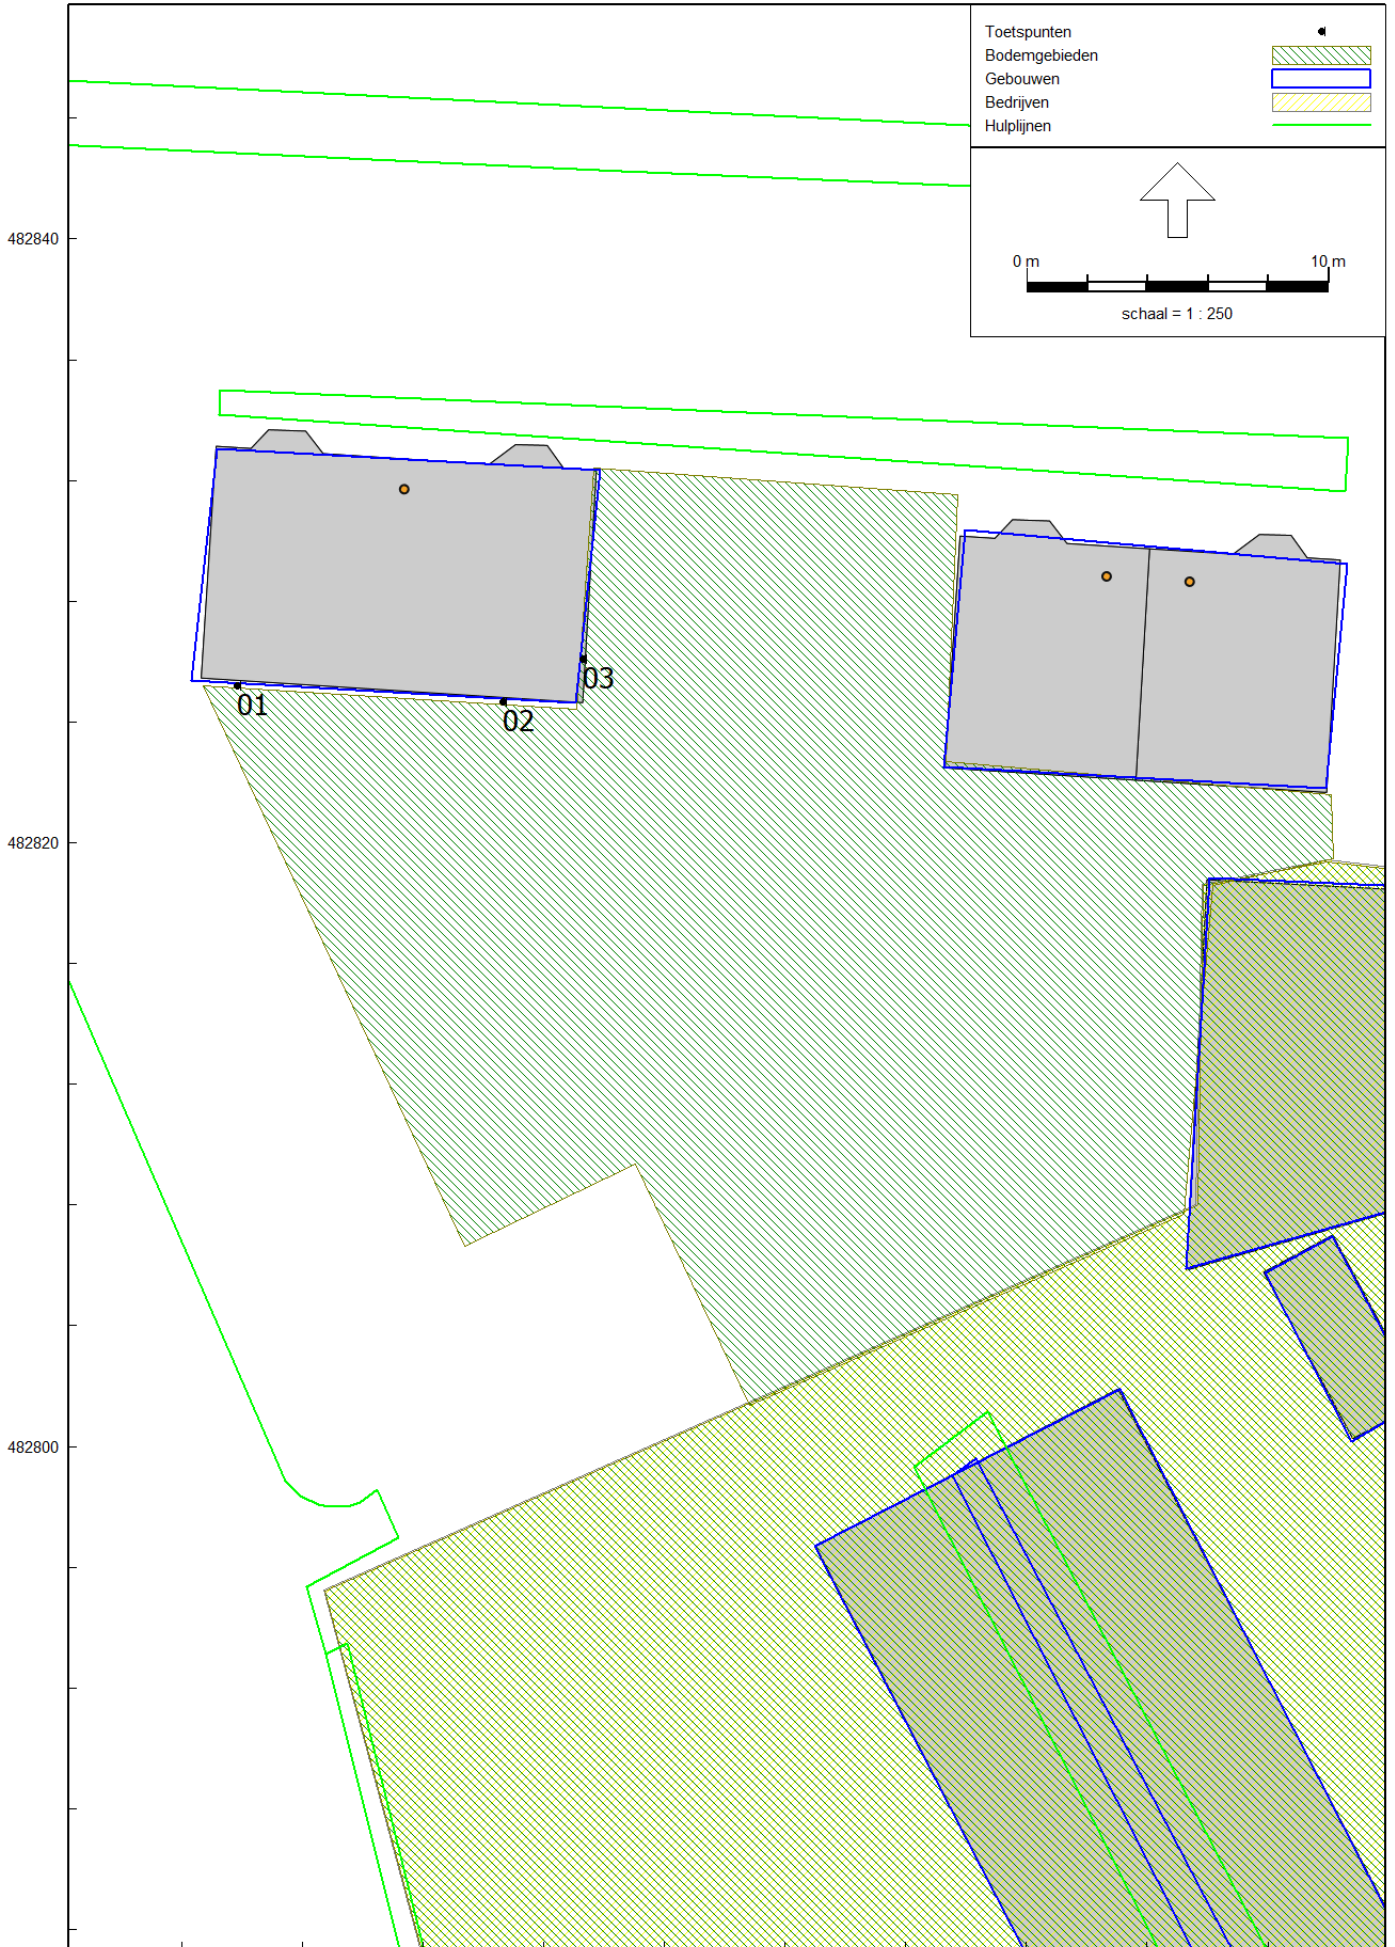 Toetspunten
Bodemgebieden
Gebouwen
Bedrijven
Hulplijnen
0 m 10 m
schaal = 1 : 250
482840
03
01
02
482820
482800